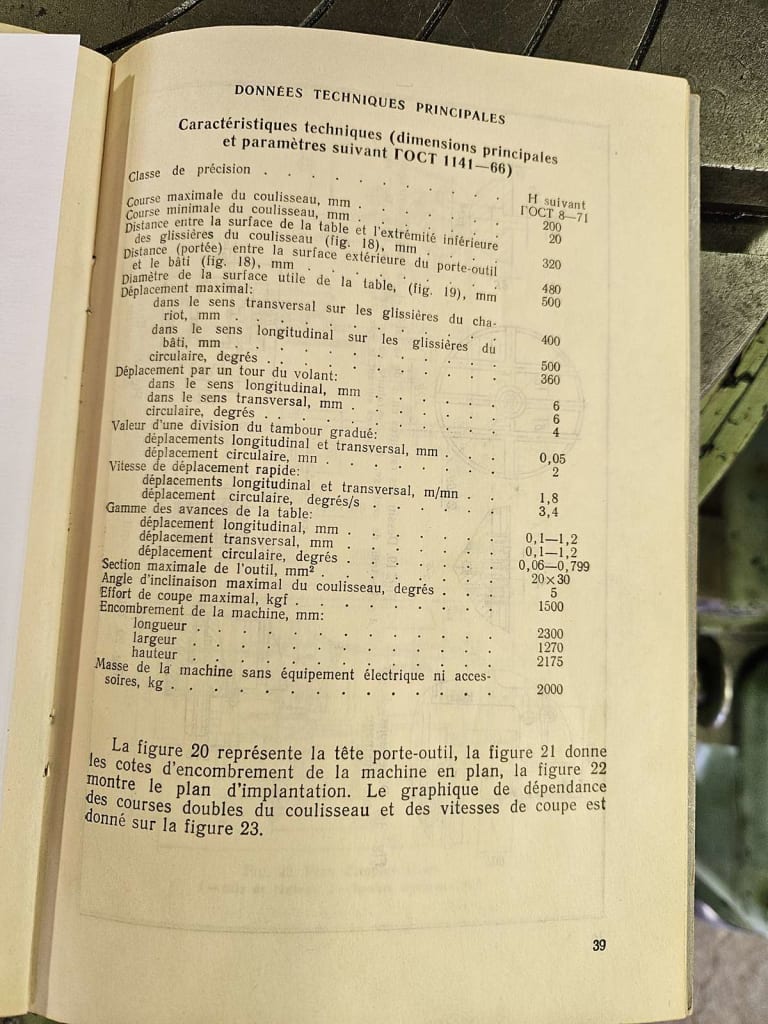 DONNÉES TECHNIQUES PRINCIPALES
Caractéristiques techniques (dimensions principales
et paramètres suivant ГОСТ 1141—66)
Classe de précision . . . . . . . . . . H suivant
ГОСТ 8—71
Course maximale du coulisseau, mm . . . . . . 200
Course minimale du coulisseau, mm . . . . . . 20
Distance entre la surface de la table et l'extrémité inférieure
des glissières du coulisseau (fig. 18), mm . . . . 320
Distance (portée) entre la surface extérieure du porte-outil
et le bâti (fig. 18), mm . . . . . . . . 480
Diamètre de la surface utile de la table, (fig. 19), mm 500
Déplacement maximal:
dans le sens transversal sur les glissières du cha-
riot, mm . . . . . . . . . . . 400
dans le sens longitudinal sur les glissières du
bâti, mm . . . . . . . . . . . 500
circulaire, degrés . . . . . . . . . . 360
Déplacement par un tour du volant:
dans le sens longitudinal, mm . . . . . . 6
dans le sens transversal, mm . . . . . . 6
circulaire, degrés . . . . . . . . . . 4
Valeur d'une division du tambour gradué:
déplacements longitudinal et transversal, mm . . . 0,05
déplacement circulaire, mn . . . . . . . 2
Vitesse de déplacement rapide:
déplacements longitudinal et transversal, m/mn . . 1,8
déplacement circulaire, degrés/s . . . . . . 3,4
Gamme des avances de la table:
déplacement longitudinal, mm . . . . . . 0,1—1,2
déplacement transversal, mm . . . . . . 0,1—1,2
déplacement circulaire, degrés . . . . . . 0,06—0,799
Section maximale de l'outil, mm² . . . . . . . 20×30
Angle d'inclinaison maximal du coulisseau, degrés . . . 5
Effort de coupe maximal, kgf . . . . . . . . 1500
Encombrement de la machine, mm:
longueur . . . . . . . . . . . . 2300
largeur . . . . . . . . . . . . 1270
hauteur . . . . . . . . . . . . 2175
Masse de la machine sans équipement électrique ni acces-
soires, kg . . . . . . . . . . . . . 2000
La figure 20 représente la tête porte-outil, la figure 21 donne
les cotes d'encombrement de la machine en plan, la figure 22
montre le plan d'implantation. Le graphique de dépendance
des courses doubles du coulisseau et des vitesses de coupe est
donné sur la figure 23.
39